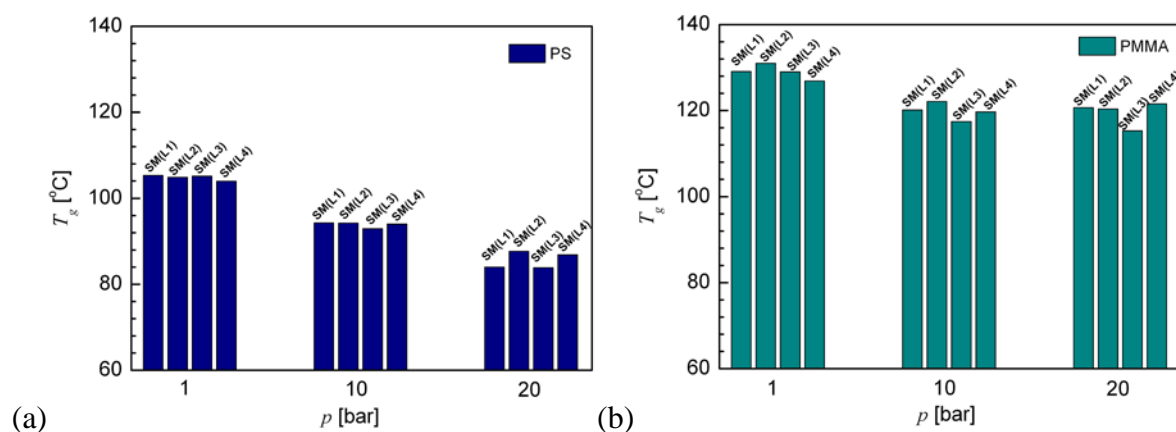 140
PS
120
SM(L1) SM(L2) SM(L3) SM(L4)
100
SM(L1) SM(L2) SM(L3) SM(L4)
SM(L1) SM(L2) SM(L3) SM(L4)
80
60
T_g [°C]
1 10 20
p [bar]
(a)
140
PMMA
SM(L1) SM(L2) SM(L3) SM(L4)
120
SM(L1) SM(L2) SM(L3) SM(L4)
SM(L1) SM(L2) SM(L3) SM(L4)
100
80
60
T_g [°C]
1 10 20
p [bar]
(b)